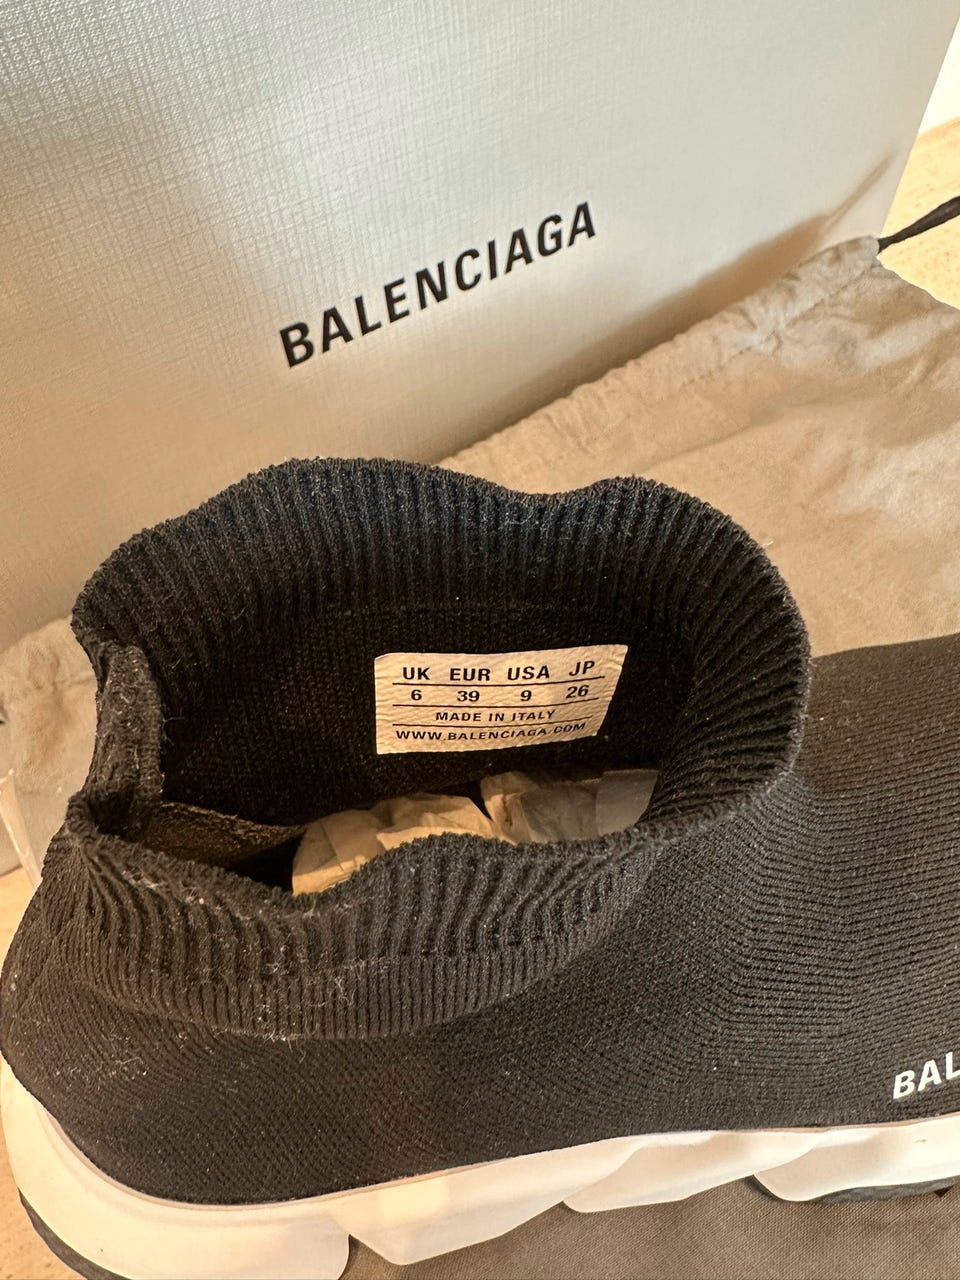 BALENCIAGA
UK EUR USA JP
6 39 9 26
MADE IN ITALY
WWW.BALENCIAGA.COM
BAL